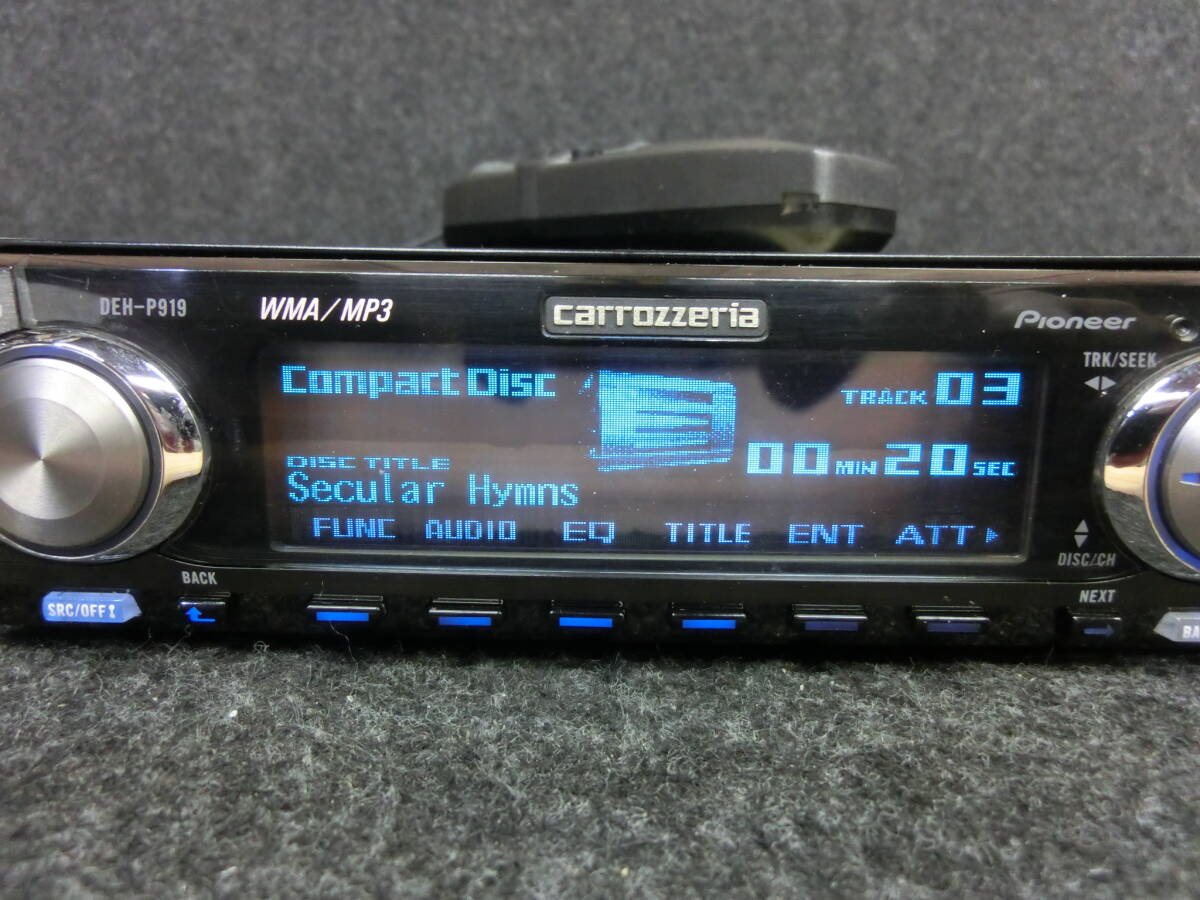 DEH-P919 WMA/MP3 carrozzeria Pioneer
TRK/SEEK
Compact Disc TRACK 03
00 MIN 20 SEC
DISC TITLE
Secular Hymns
FUNC AUDIO EQ TITLE ENT ATT
DISC/CH
BACK NEXT
SRC/OFF BA